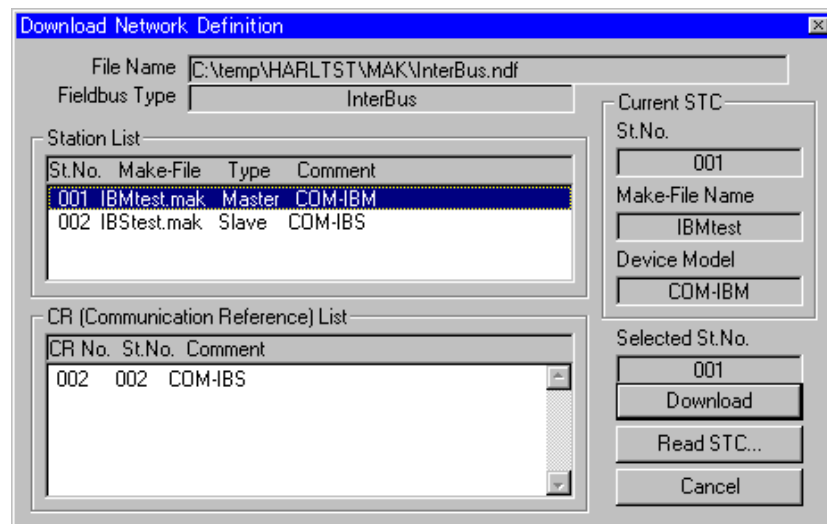 Download Network Definition
File Name C:\temp\HARLTST\MAK\InterBus.ndf
Fieldbus Type InterBus
Station List
St.No. Make-File Type Comment
001 IBMtest.mak Master COM-IBM
002 IBStest.mak Slave COM-IBS
CR (Communication Reference) List
CR No. St.No. Comment
002 002 COM-IBS
Current STC
St.No.
001
Make-File Name
IBMtest
Device Model
COM-IBM
Selected St.No.
001
Download
Read STC...
Cancel